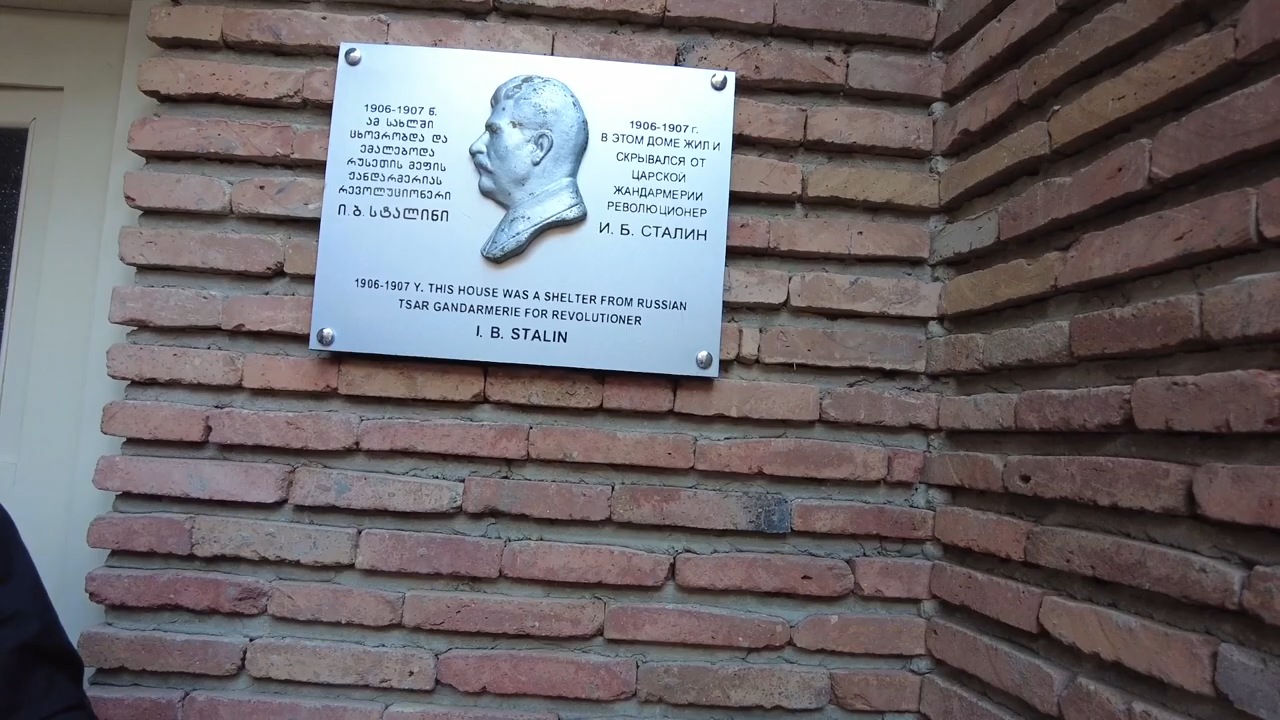 1906-1907 წ.
ამ სახლში
ცხოვრობდა და
ემალებოდა
რუსეთის მეფის
ჟანდარმერიას
რევოლუციონერი
ი. ბ. სტალინი
1906-1907 г.
В ЭТОМ ДОМЕ ЖИЛ И
СКРЫВАЛСЯ ОТ
ЦАРСКОЙ
ЖАНДАРМЕРИИ
РЕВОЛЮЦИОНЕР
И. Б. СТАЛИН
1906-1907 Y. THIS HOUSE WAS A SHELTER FROM RUSSIAN
TSAR GANDARMERIE FOR REVOLUTIONER
I. B. STALIN